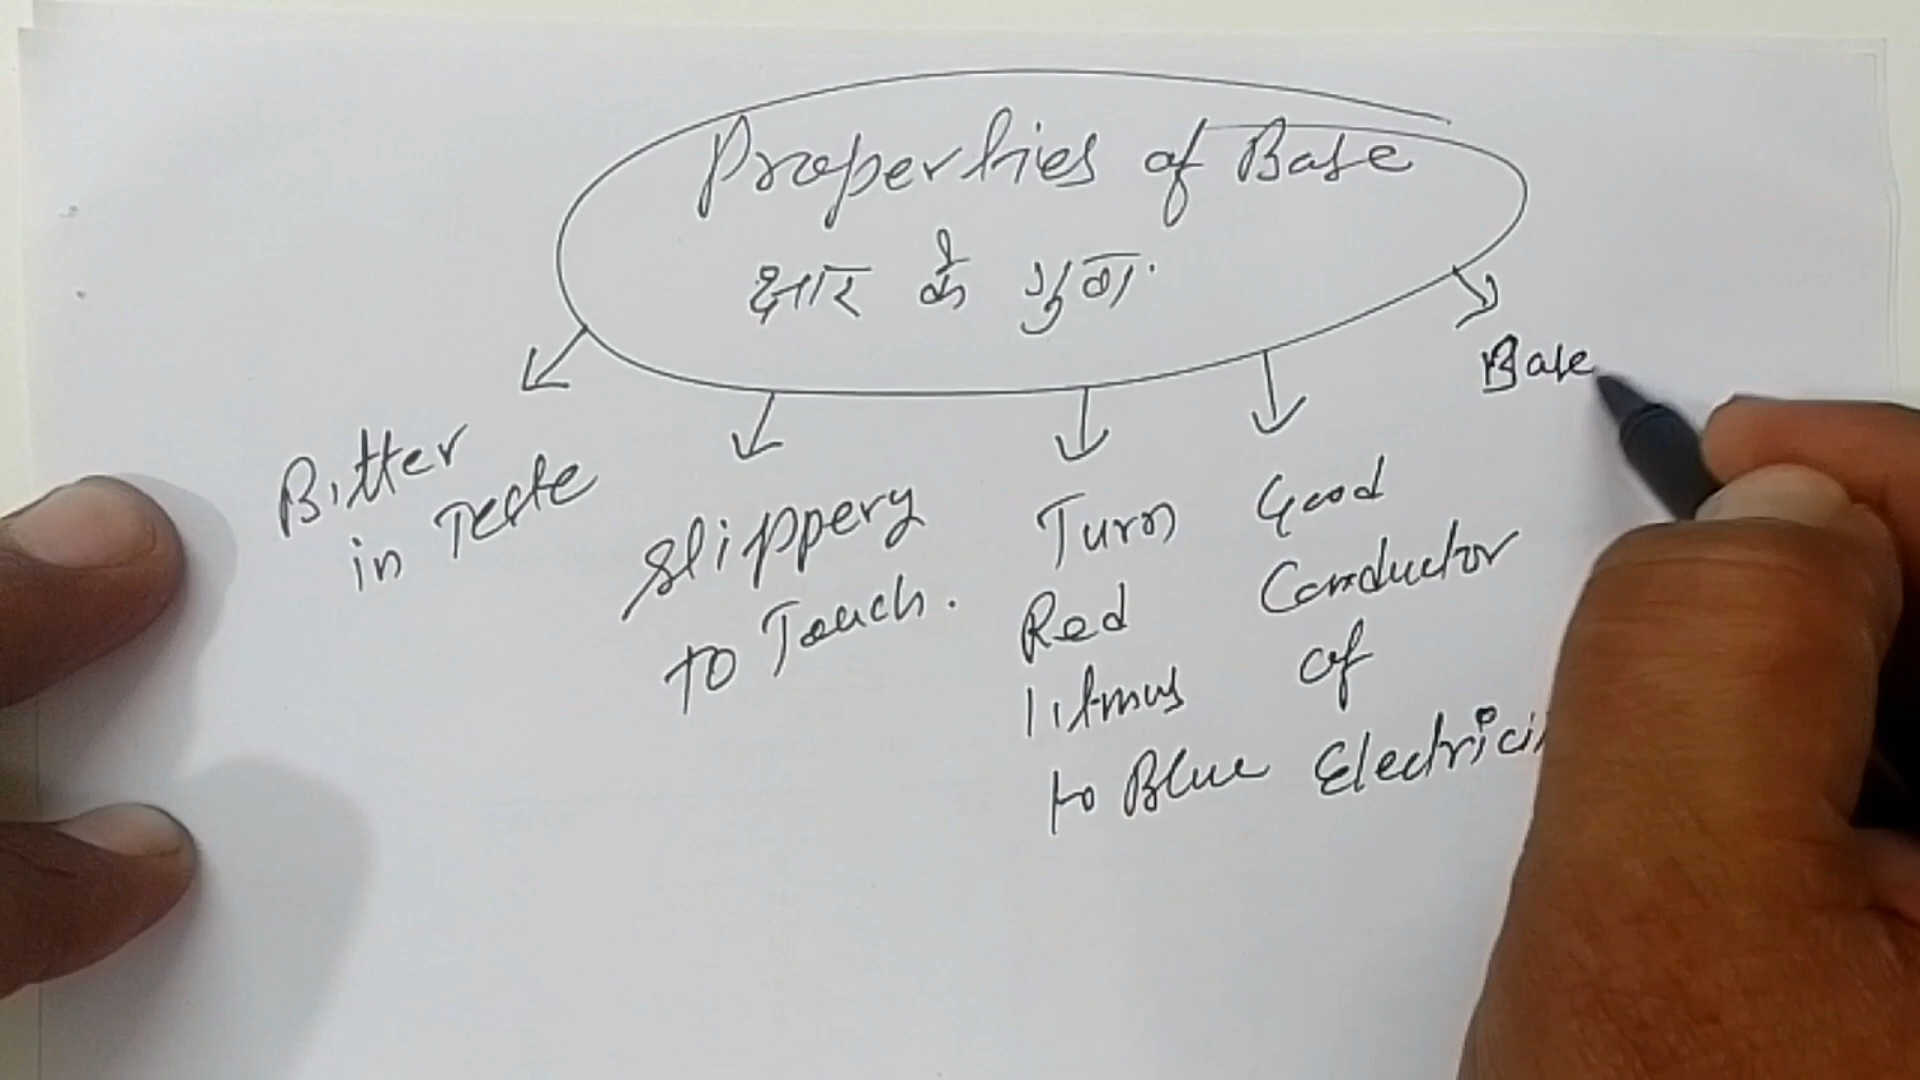 Properties of Base
क्षार के गुण.
Bitter
in Taste
Slippery
to Touch.
Turn
Red
litmus
to Blue
Good
Conductor
of
Electrici
Base